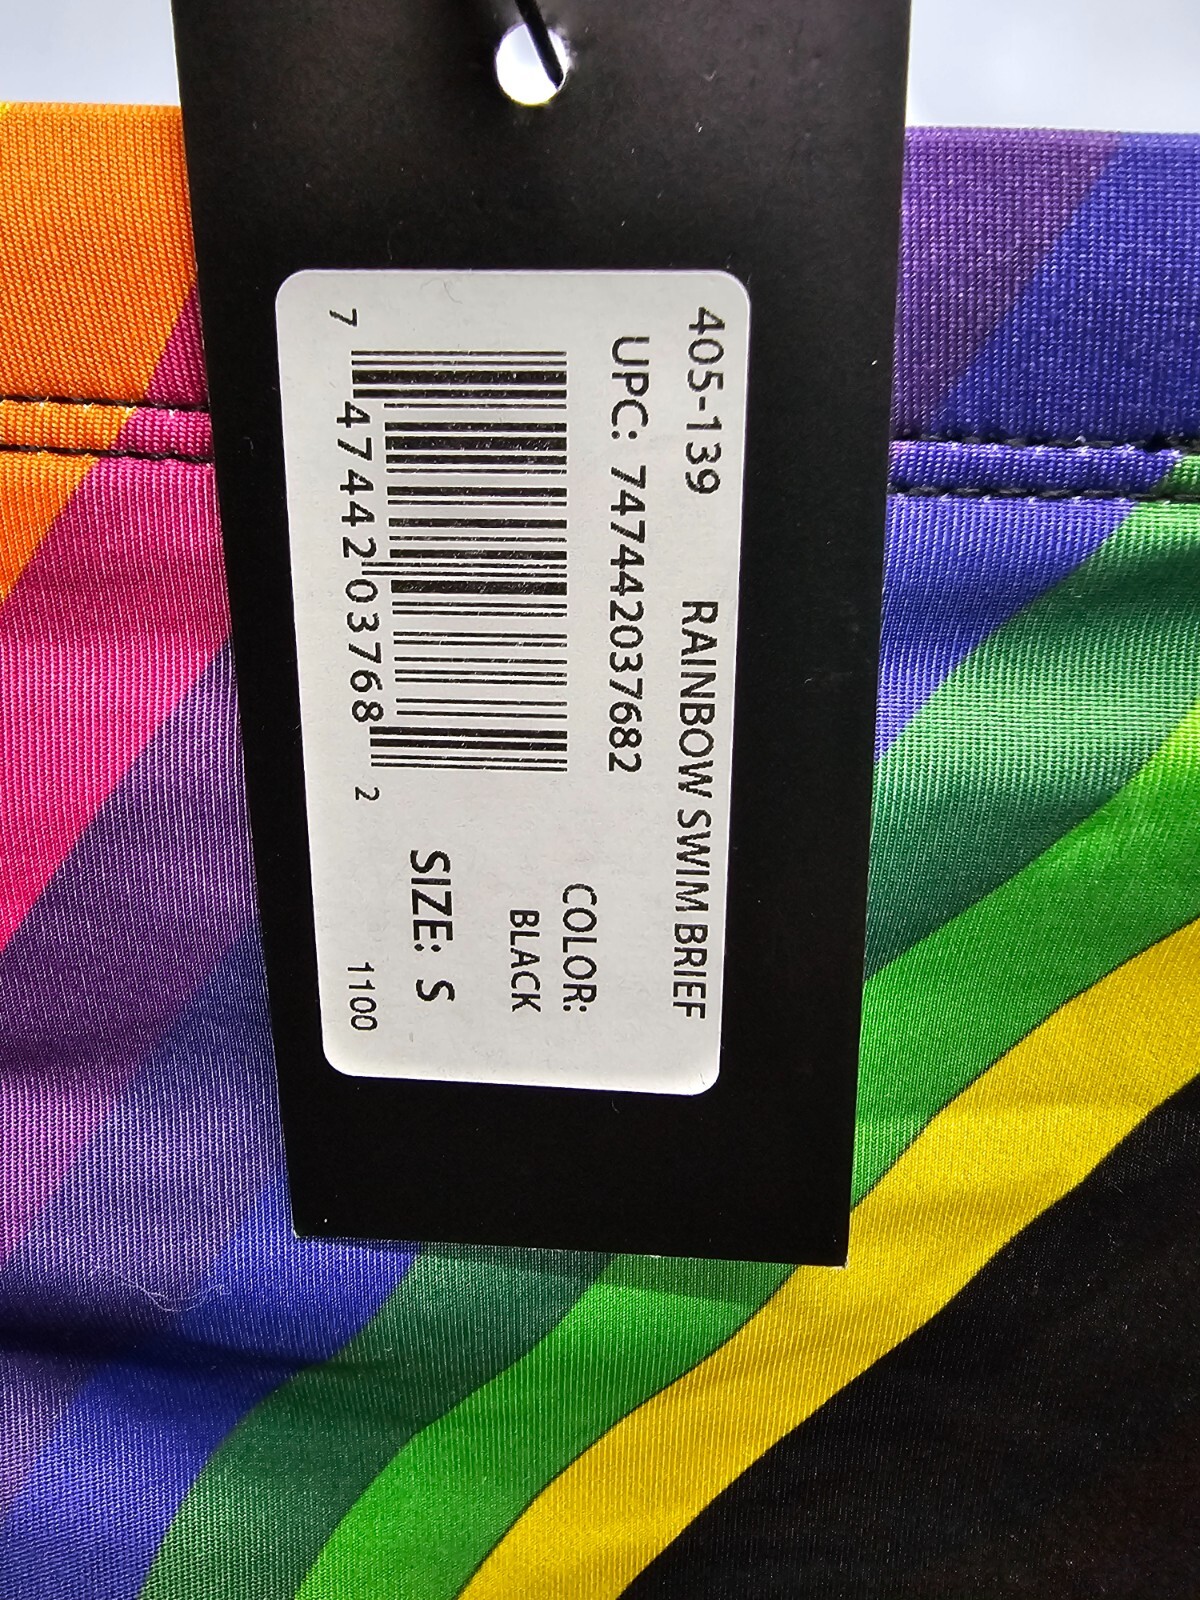 405-139 RAINBOW SWIM BRIEF
UPC: 747442037682
COLOR:
BLACK
7 47442 03768 2
SIZE: S
1100